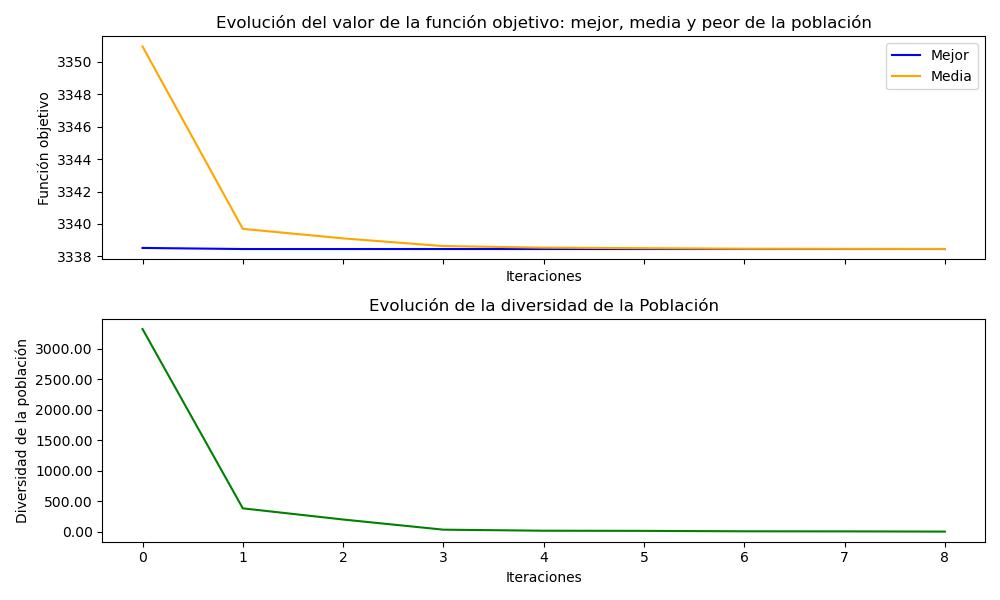 Evolución del valor de la función objetivo: mejor, media y peor de la población
Función objetivo
3350
3348
3346
3344
3342
3340
3338
Mejor
Media
Iteraciones
Evolución de la diversidad de la Población
Diversidad de la población
3000.00
2500.00
2000.00
1500.00
1000.00
500.00
0.00
0 1 2 3 4 5 6 7 8
Iteraciones